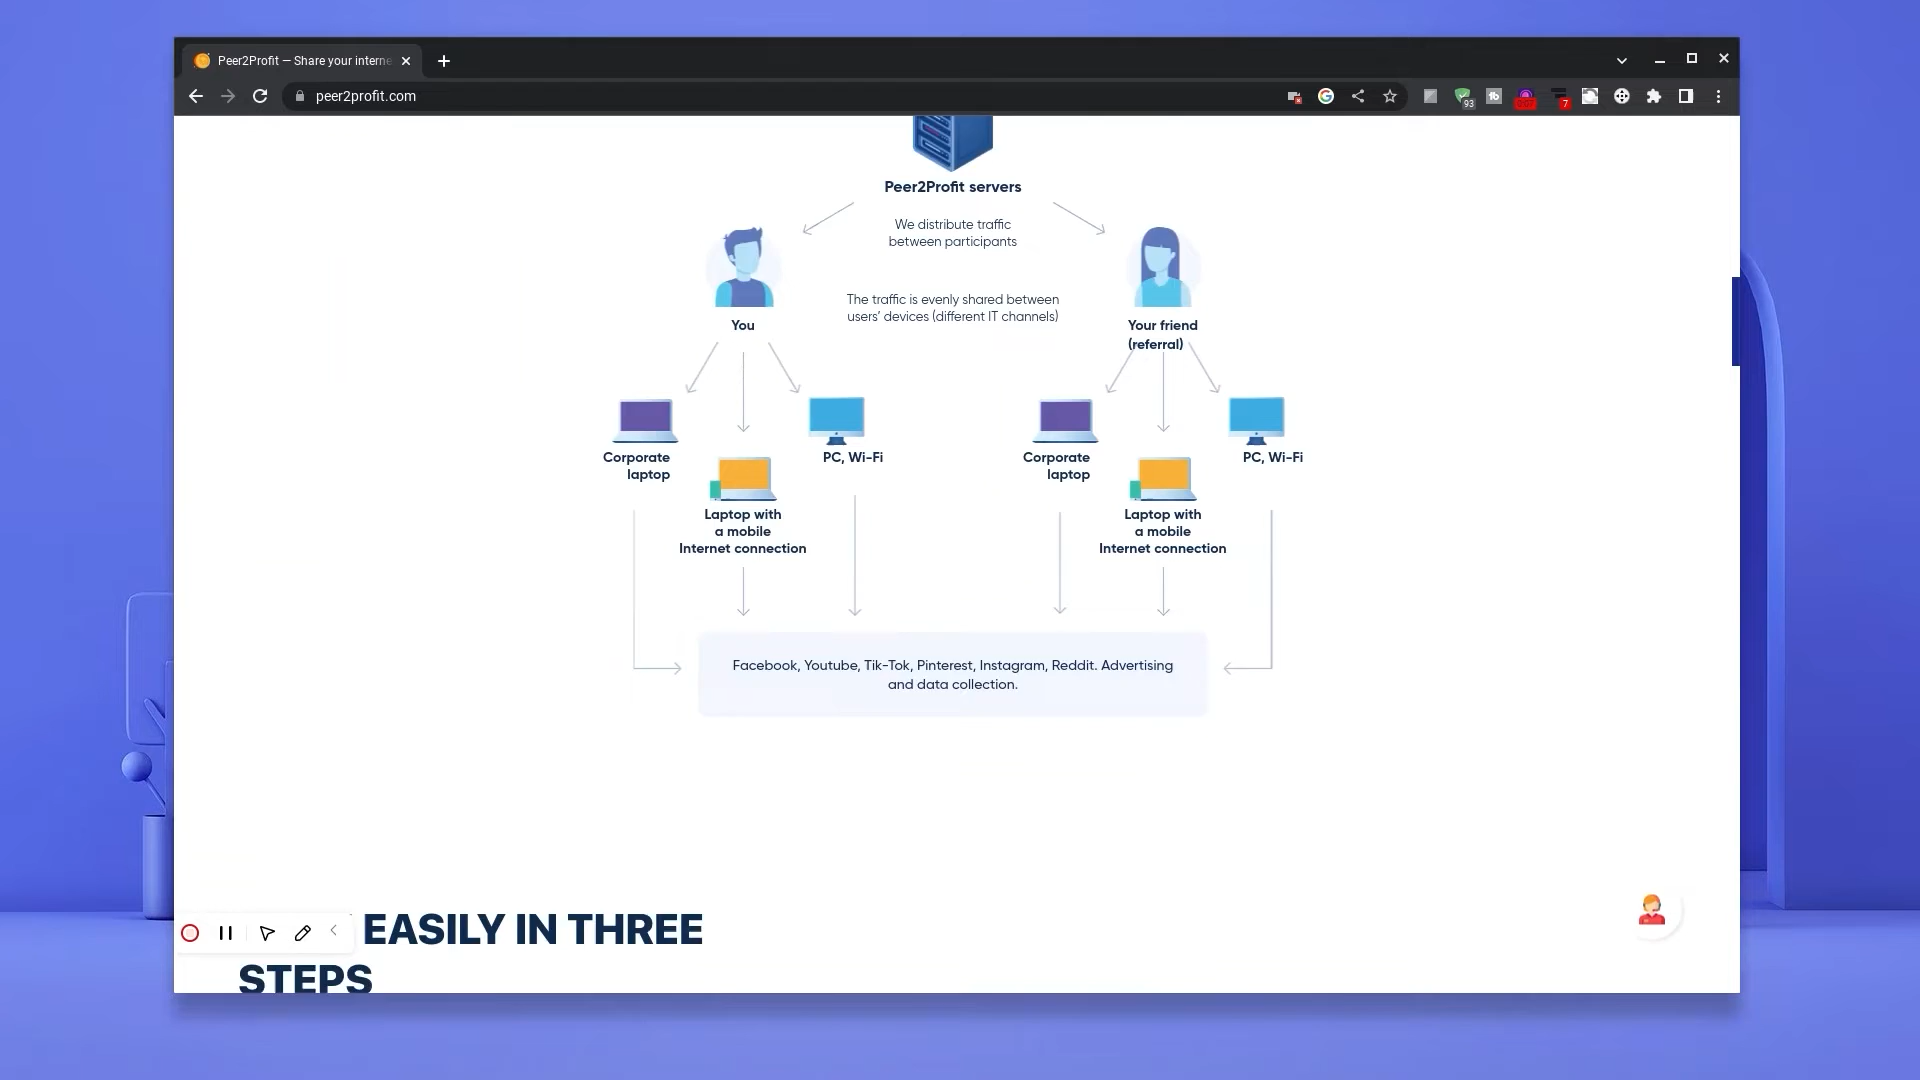 Peer2Profit — Share your interne
peer2profit.com
93
7
Peer2Profit servers
We distribute traffic
between participants
The traffic is evenly shared between
users' devices (different IT channels)
You
Your friend
(referral)
Corporate
laptop
Laptop with
a mobile
Internet connection
PC, Wi-Fi
Corporate
laptop
Laptop with
a mobile
Internet connection
PC, Wi-Fi
Facebook, Youtube, Tik-Tok, Pinterest, Instagram, Reddit. Advertising
and data collection.
EASILY IN THREE
STEPS